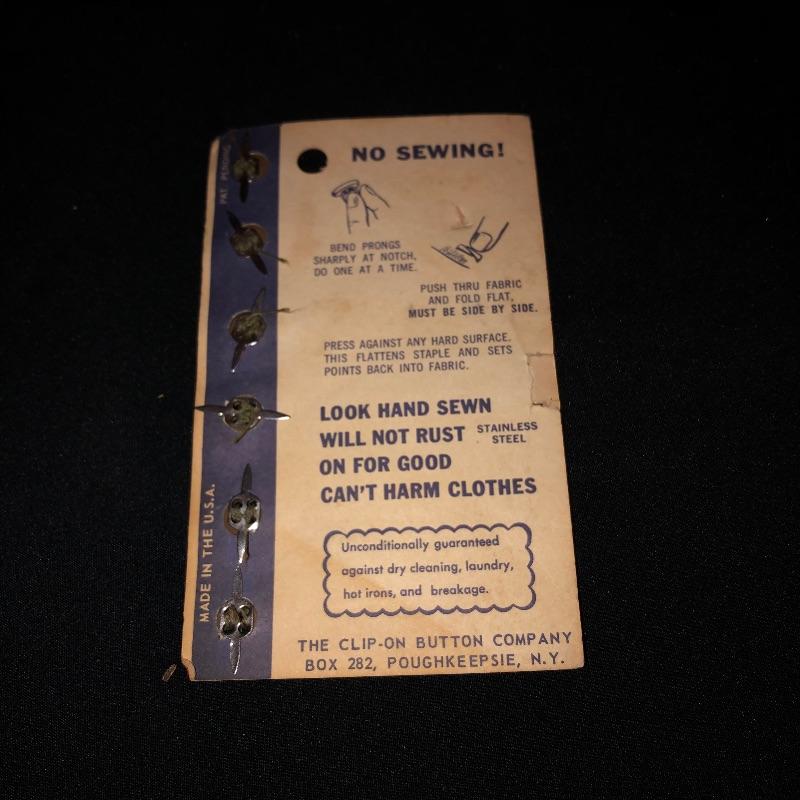 PAT. PENDING
NO SEWING!
BEND PRONGS
SHARPLY AT NOTCH,
DO ONE AT A TIME.
PUSH THRU FABRIC
AND FOLD FLAT,
MUST BE SIDE BY SIDE.
PRESS AGAINST ANY HARD SURFACE.
THIS FLATTENS STAPLE AND SETS
POINTS BACK INTO FABRIC.
LOOK HAND SEWN
WILL NOT RUST STAINLESS STEEL
ON FOR GOOD
CAN'T HARM CLOTHES
MADE IN THE U.S.A.
Unconditionally guaranteed
against dry cleaning, laundry,
hot irons, and breakage.
THE CLIP-ON BUTTON COMPANY
BOX 282, POUGHKEEPSIE, N.Y.